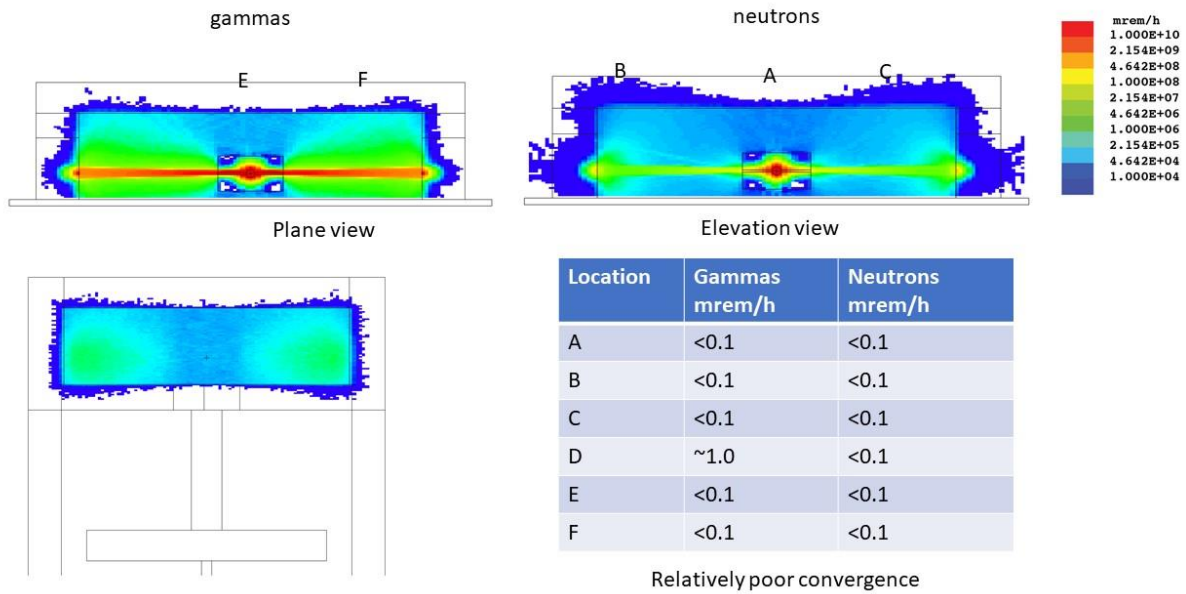 gammas
neutrons
E F
B A C
mrem/h
1.000E+10
2.154E+09
4.642E+08
1.000E+08
2.154E+07
4.642E+06
1.000E+06
2.154E+05
4.642E+04
1.000E+04
Plane view
Elevation view
Location Gammas mrem/h Neutrons mrem/h
A <0.1 <0.1
B <0.1 <0.1
C <0.1 <0.1
D ~1.0 <0.1
E <0.1 <0.1
F <0.1 <0.1
Relatively poor convergence